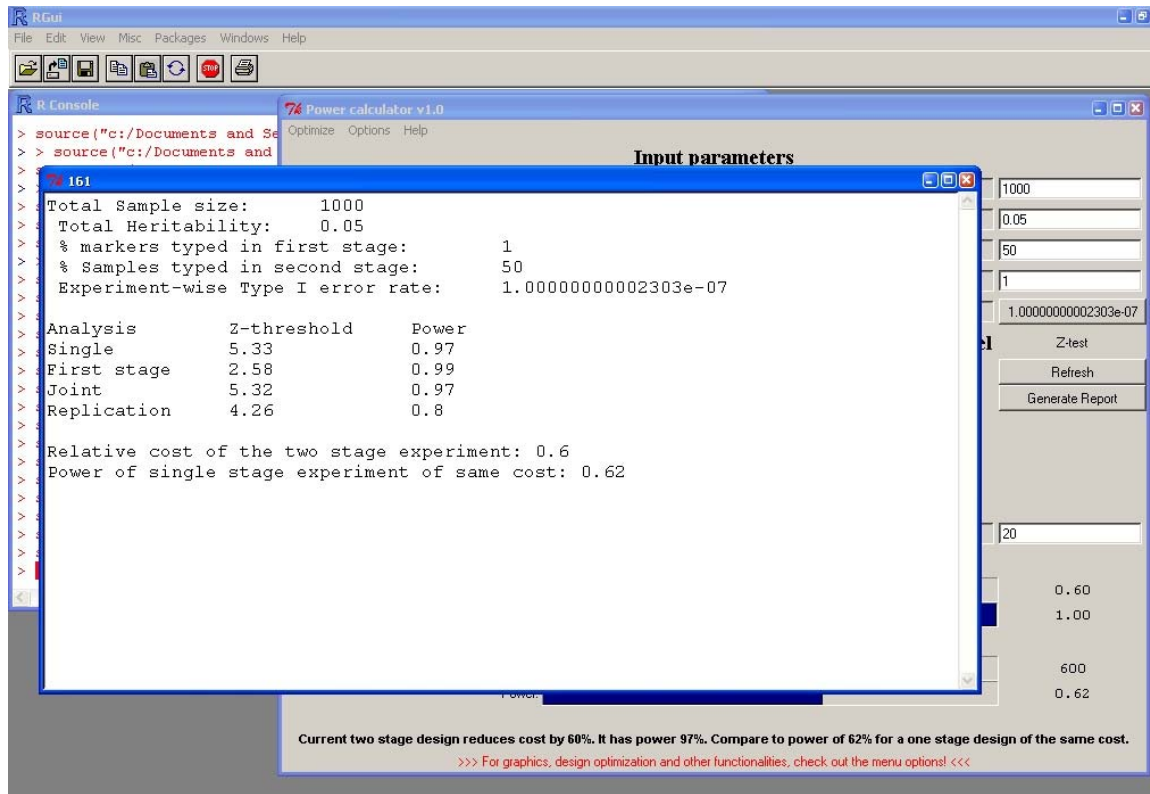 RGui
File Edit View Misc Packages Windows Help
STOP
R Console
> source("c:/Documents and Se
> > source("c:/Documents and
Power calculator v1.0
Optimize Options Help
Input parameters
1000
0.05
50
1
1.00000000002303e-07
Z-test
Refresh
Generate Report
20
0.60
1.00
600
0.62
161
Total Sample size: 1000
Total Heritability: 0.05
% markers typed in first stage: 1
% Samples typed in second stage: 50
Experiment-wise Type I error rate: 1.00000000002303e-07
Analysis Z-threshold Power
Single 5.33 0.97
First stage 2.58 0.99
Joint 5.32 0.97
Replication 4.26 0.8
Relative cost of the two stage experiment: 0.6
Power of single stage experiment of same cost: 0.62
Current two stage design reduces cost by 60%. It has power 97%. Compare to power of 62% for a one stage design of the same cost.
>>> For graphics, design optimization and other functionalities, check out the menu options! <<<